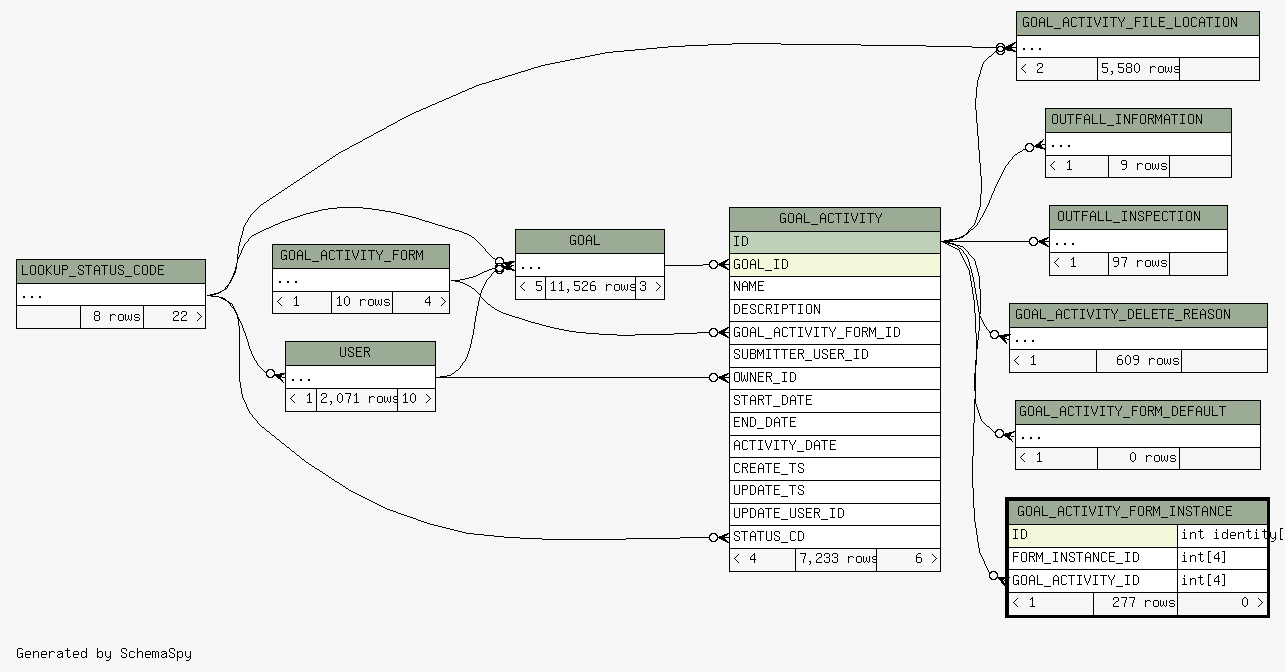 GOAL_ACTIVITY_FILE_LOCATION
...
< 2 5,580 rows
OUTFALL_INFORMATION
...
< 1 9 rows
OUTFALL_INSPECTION
...
< 1 97 rows
GOAL_ACTIVITY_DELETE_REASON
...
< 1 609 rows
GOAL_ACTIVITY_FORM_DEFAULT
...
< 1 0 rows
GOAL_ACTIVITY_FORM_INSTANCE
ID int identity[
FORM_INSTANCE_ID int[4]
GOAL_ACTIVITY_ID int[4]
< 1 277 rows 0 >
GOAL_ACTIVITY
ID
GOAL_ID
NAME
DESCRIPTION
GOAL_ACTIVITY_FORM_ID
SUBMITTER_USER_ID
OWNER_ID
START_DATE
END_DATE
ACTIVITY_DATE
CREATE_TS
UPDATE_TS
UPDATE_USER_ID
STATUS_CD
< 4 7,233 rows 6 >
GOAL
...
< 5 11,526 rows 3 >
GOAL_ACTIVITY_FORM
...
< 1 10 rows 4 >
USER
...
< 1 2,071 rows 10 >
LOOKUP_STATUS_CODE
...
8 rows 22 >
Generated by SchemaSpy